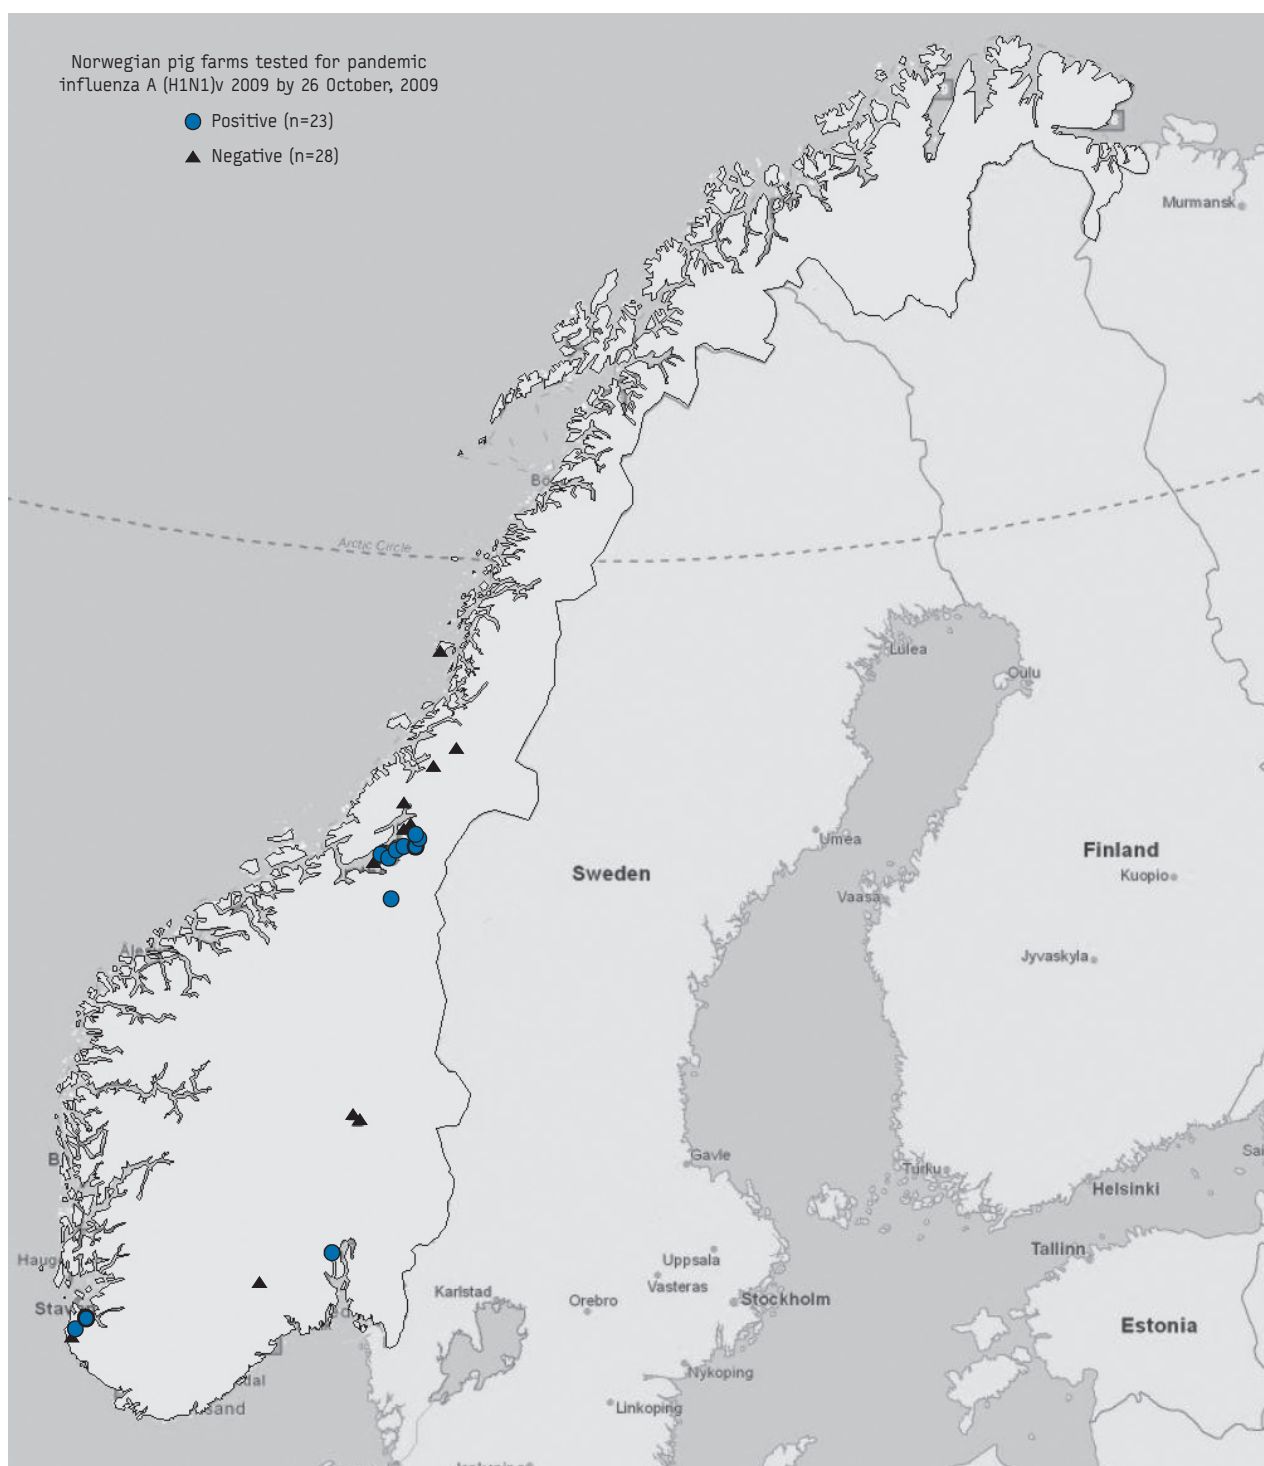 Norwegian pig farms tested for pandemic
influenza A (H1N1)v 2009 by 26 October, 2009
Positive (n=23)
Negative (n=28)
Murmansk
Arctic Circle
Lulea
Oulu
Umea
Finland
Sweden
Kuopio
Vaasa
Jyvaskyla
Gavle
Turku
Helsinki
Tallinn
Uppsala
Vasteras
Karlstad
Orebro
Stockholm
Estonia
Nykoping
Linkoping